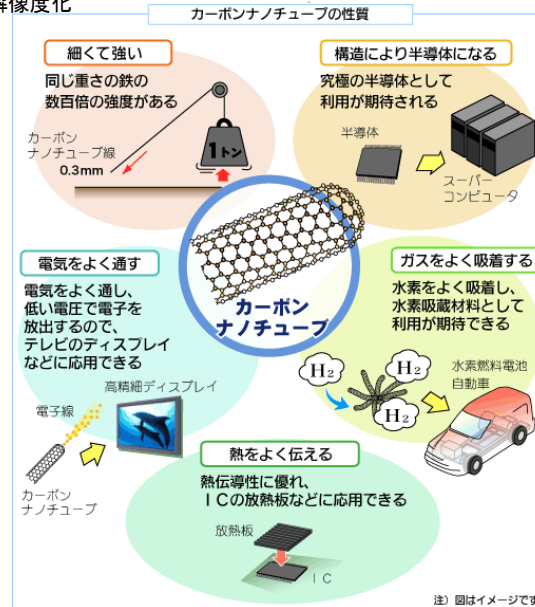 解像度化
カーボンナノチューブの性質
細くて強い
同じ重さの鉄の
数百倍の強度がある
カーボン
ナノチューブ線
0.3mm
1トン
構造により半導体になる
究極の半導体として
利用が期待される
半導体
スーパー
コンピュータ
電気をよく通す
電気をよく通し、
低い電圧で電子を
放出するので、
テレビのディスプレイ
などに応用できる
高精細ディスプレイ
電子線
カーボン
ナノチューブ
カーボン
ナノチューブ
ガスをよく吸着する
水素をよく吸着し、
水素吸蔵材料として
利用が期待できる
H2
H2
H2
水素燃料電池
自動車
熱をよく伝える
熱伝導性に優れ、
ICの放熱板などに応用できる
放熱板
IC
注）図はイメージです